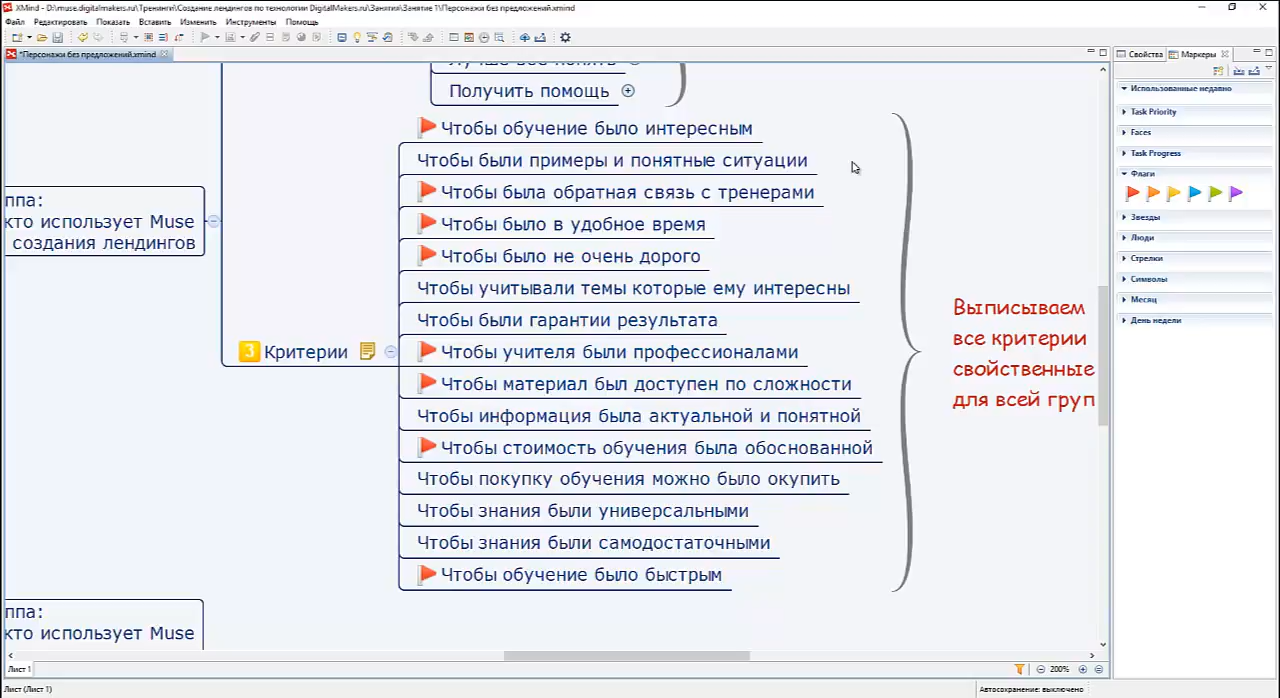 XMind - D:\muse.digitalmakers.ru\Тренинги\Создание лендингов по технологии DigitalMakers.ru\Занятия\Занятие 1\Персонажи без предложений.xmind
Файл Редактировать Показать Вставить Изменить Инструменты Помощь
*Персонажи без предложений.xmind
Свойства Маркеры
Использованные недавно
Task Priority
Faces
Task Progress
Флаги
Звезды
Люди
Стрелки
Символы
Месяц
День недели
Лучше все понять
Получить помощь
Чтобы обучение было интересным
Чтобы были примеры и понятные ситуации
Чтобы была обратная связь с тренерами
Чтобы было в удобное время
Чтобы было не очень дорого
Чтобы учитывали темы которые ему интересны
Чтобы были гарантии результата
Чтобы учителя были профессионалами
Чтобы материал был доступен по сложности
Чтобы информация была актуальной и понятной
Чтобы стоимость обучения была обоснованной
Чтобы покупку обучения можно было окупить
Чтобы знания были универсальными
Чтобы знания были самодостаточными
Чтобы обучение было быстрым
ппа:
кто использует Muse
создания лендингов
3 Критерии
Выписываем
все критерии
свойственные
для всей груп
ппа:
кто использует Muse
Лист 1
200%
Лист (Лист 1)
Автосохранение: выключено